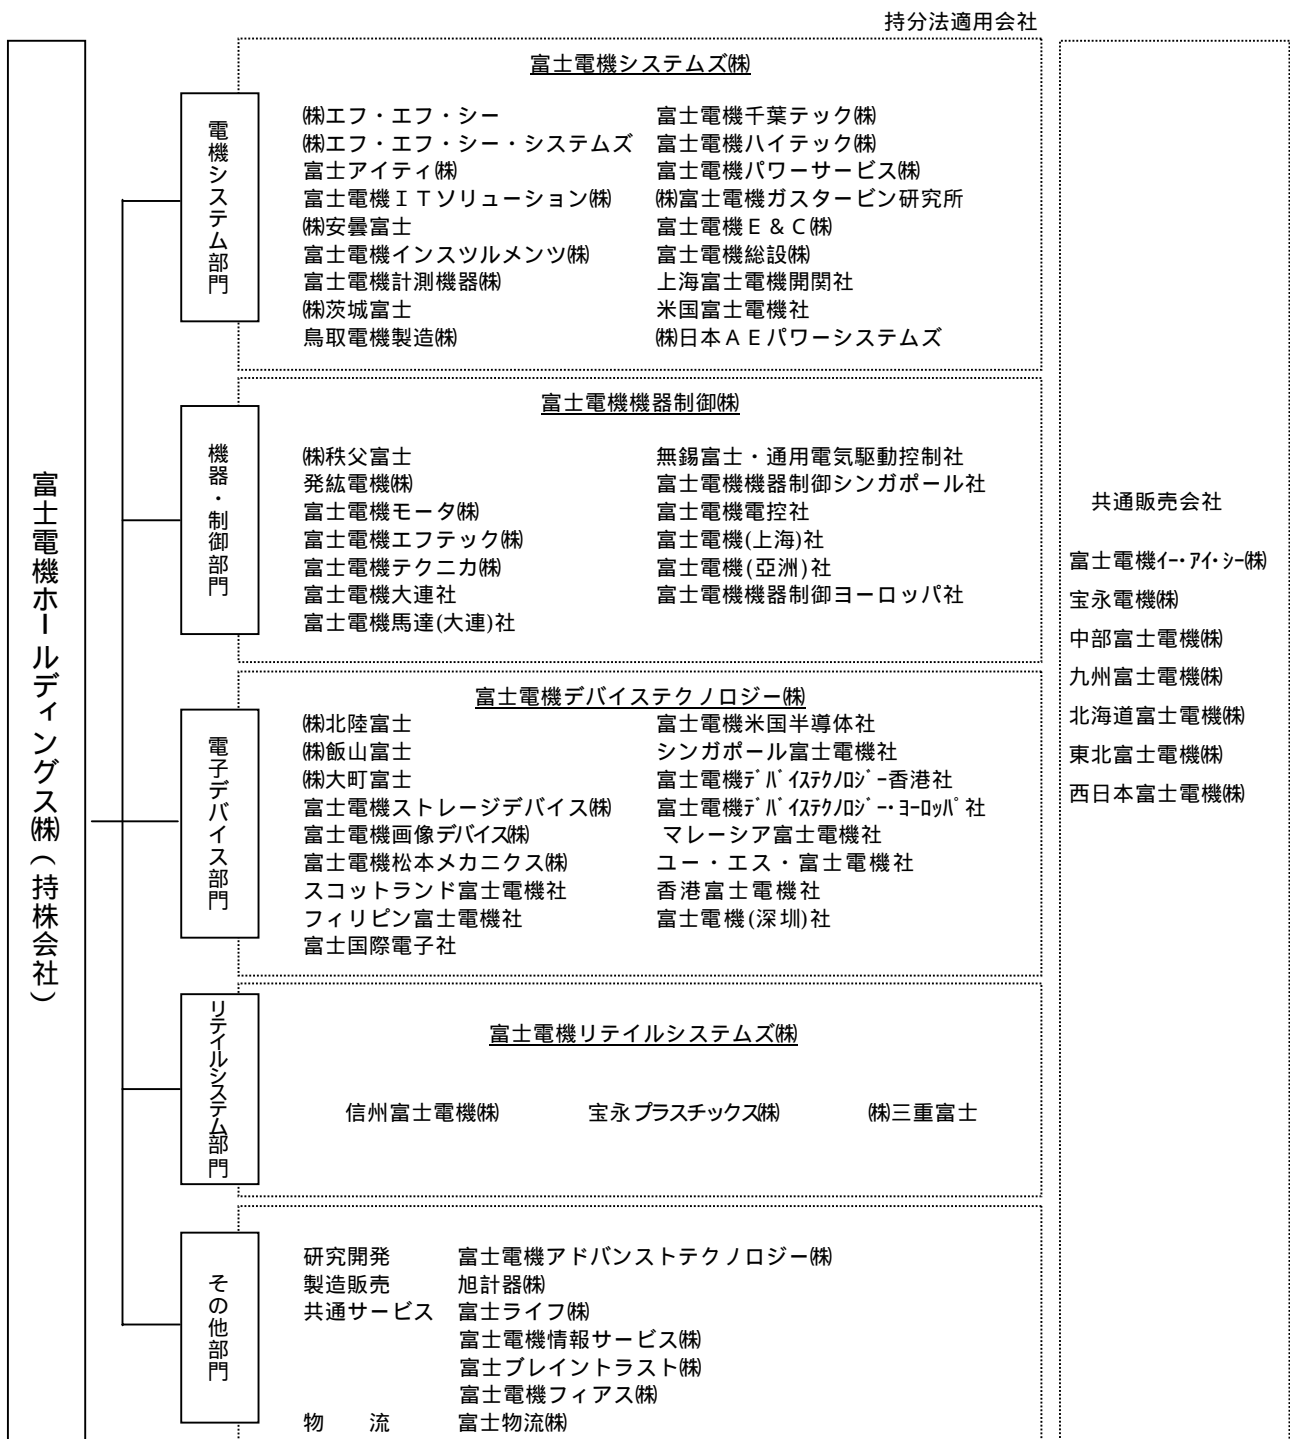 持分法適用会社
富士電機ホールディングス㈱（持株会社）
電機システム部門
富士電機システムズ㈱
㈱エフ・エフ・シー
㈱エフ・エフ・シー・システムズ
富士アイティ㈱
富士電機ＩＴソリューション㈱
㈱安曇富士
富士電機インスツルメンツ㈱
富士電機計測機器㈱
㈱茨城富士
鳥取電機製造㈱
富士電機千葉テック㈱
富士電機ハイテック㈱
富士電機パワーサービス㈱
㈱富士電機ガスタービン研究所
富士電機Ｅ＆Ｃ㈱
富士電機総設㈱
上海富士電機開関社
米国富士電機社
㈱日本ＡＥパワーシステムズ
機器・制御部門
富士電機機器制御㈱
㈱秩父富士
発紘電機㈱
富士電機モータ㈱
富士電機エフテック㈱
富士電機テクニカ㈱
富士電機大連社
富士電機馬達(大連)社
無錫富士・通用電気駆動控制社
富士電機機器制御シンガポール社
富士電機電控社
富士電機(上海)社
富士電機(亞洲)社
富士電機機器制御ヨーロッパ社
電子デバイス部門
富士電機デバイステクノロジー㈱
㈱北陸富士
㈱飯山富士
㈱大町富士
富士電機ストレージデバイス㈱
富士電機画像デバイス㈱
富士電機松本メカニクス㈱
スコットランド富士電機社
フィリピン富士電機社
富士国際電子社
富士電機米国半導体社
シンガポール富士電機社
富士電機ﾃﾞﾊﾞｲｽﾃｸﾉﾛｼﾞｰ香港社
富士電機ﾃﾞﾊﾞｲｽﾃｸﾉﾛｼﾞｰ･ﾖｰﾛｯﾊﾟ社
マレーシア富士電機社
ユー・エス・富士電機社
香港富士電機社
富士電機(深圳)社
リテイルシステム部門
富士電機リテイルシステムズ㈱
信州富士電機㈱ 宝永プラスチックス㈱ ㈱三重富士
その他部門
研究開発 富士電機アドバンストテクノロジー㈱
製造販売 旭計器㈱
共通サービス 富士ライフ㈱
富士電機情報サービス㈱
富士ブレイントラスト㈱
富士電機フィアス㈱
物　　流 富士物流㈱
共通販売会社
富士電機ｲｰ･ｱｲ･ｼｰ㈱
宝永電機㈱
中部富士電機㈱
九州富士電機㈱
北海道富士電機㈱
東北富士電機㈱
西日本富士電機㈱